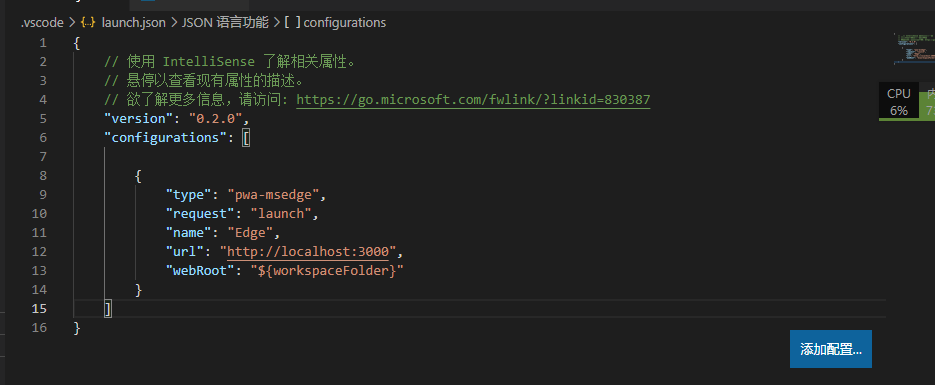 .vscode > {..} launch.json > JSON 语言功能 > [ ] configurations
1 {
2 // 使用 IntelliSense 了解相关属性。
3 // 悬停以查看现有属性的描述。
4 // 欲了解更多信息，请访问: https://go.microsoft.com/fwlink/?linkid=830387
5 "version": "0.2.0",
6 "configurations": [
7
8 {
9 "type": "pwa-msedge",
10 "request": "launch",
11 "name": "Edge",
12 "url": "http://localhost:3000",
13 "webRoot": "${workspaceFolder}"
14 }
15 ]
16 }
CPU
6%
添加配置...